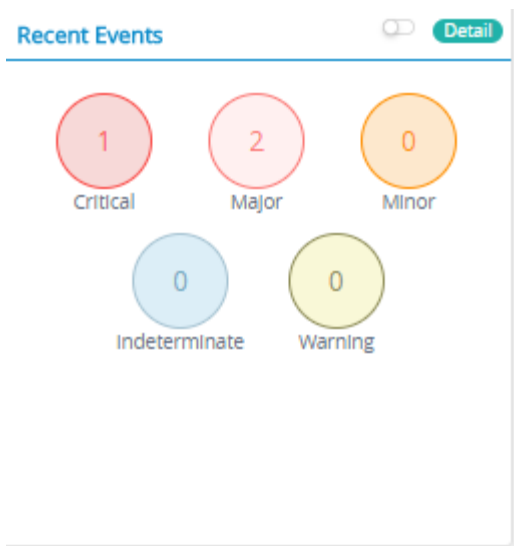 Recent Events Detail
1 2 0
Critical Major Minor
0 0
Indeterminate Warning